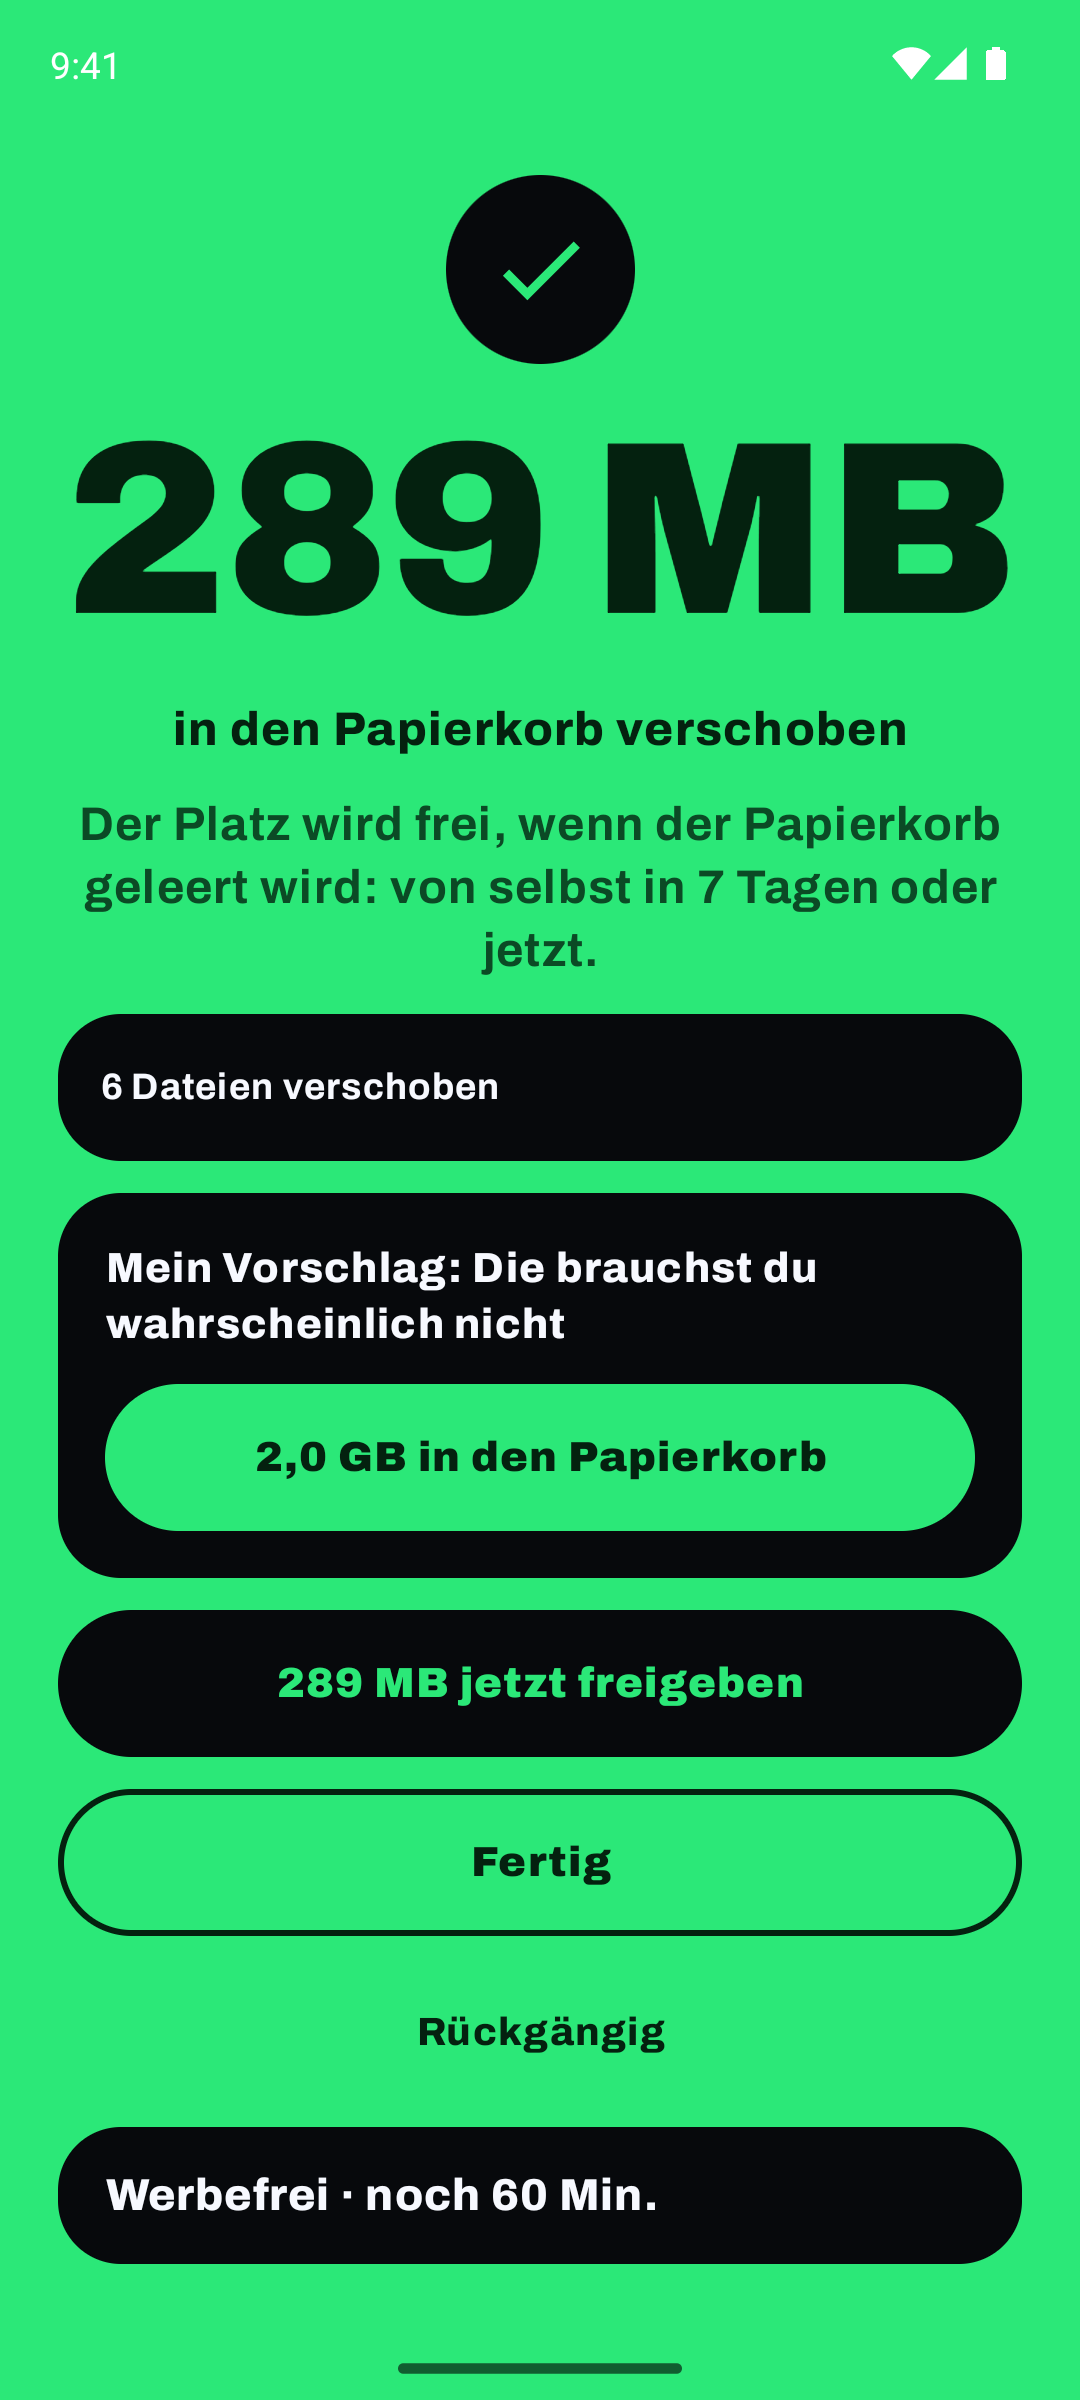 9:41
289 MB
in den Papierkorb verschoben
Der Platz wird frei, wenn der Papierkorb
geleert wird: von selbst in 7 Tagen oder
jetzt.
6 Dateien verschoben
Mein Vorschlag: Die brauchst du
wahrscheinlich nicht
2,0 GB in den Papierkorb
289 MB jetzt freigeben
Fertig
Rückgängig
Werbefrei · noch 60 Min.